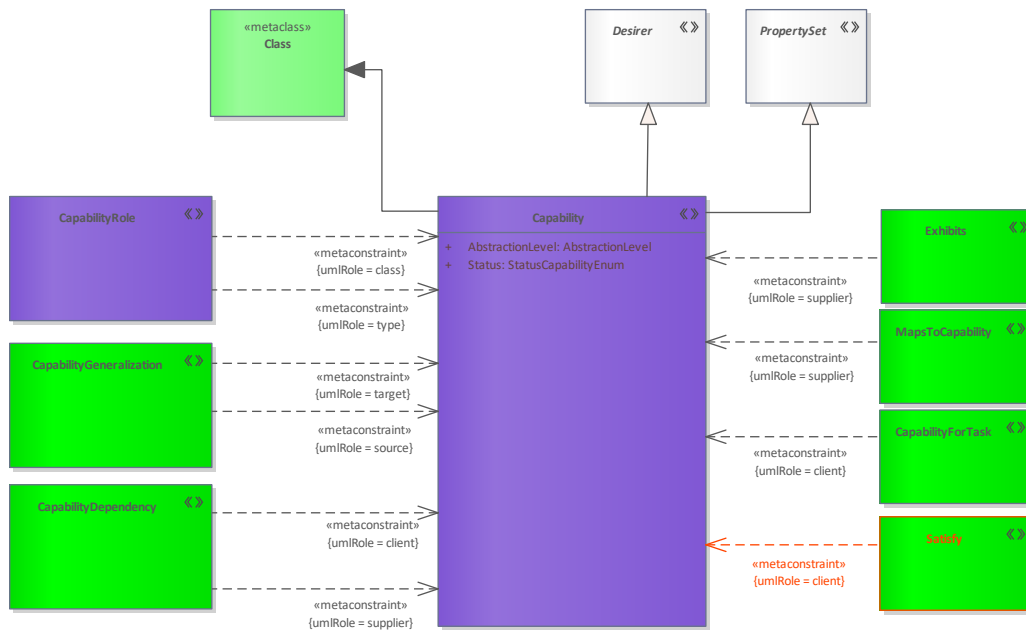 «metaclass»
Class
Desirer
PropertySet
CapabilityRole
«metaconstraint»
{umlRole = class}
«metaconstraint»
{umlRole = type}
CapabilityGeneralization
«metaconstraint»
{umlRole = target}
«metaconstraint»
{umlRole = source}
CapabilityDependency
«metaconstraint»
{umlRole = client}
«metaconstraint»
{umlRole = supplier}
Capability
+ AbstractionLevel: AbstractionLevel
+ Status: StatusCapabilityEnum
Exhibits
«metaconstraint»
{umlRole = supplier}
MapsToCapability
«metaconstraint»
{umlRole = supplier}
CapabilityForTask
«metaconstraint»
{umlRole = client}
Satisfy
«metaconstraint»
{umlRole = client}